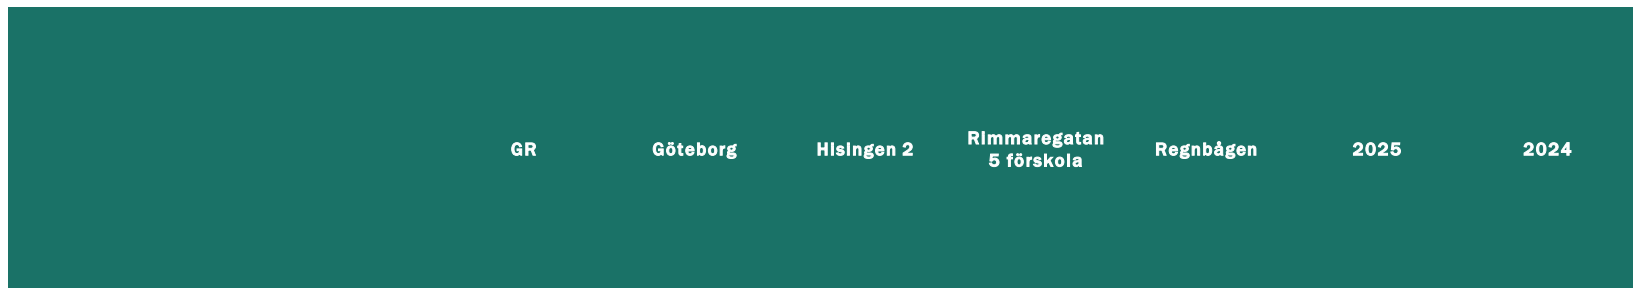 GR
Göteborg
Hisingen 2
Rimmaregatan
5 förskola
Regnbågen
2025
2024